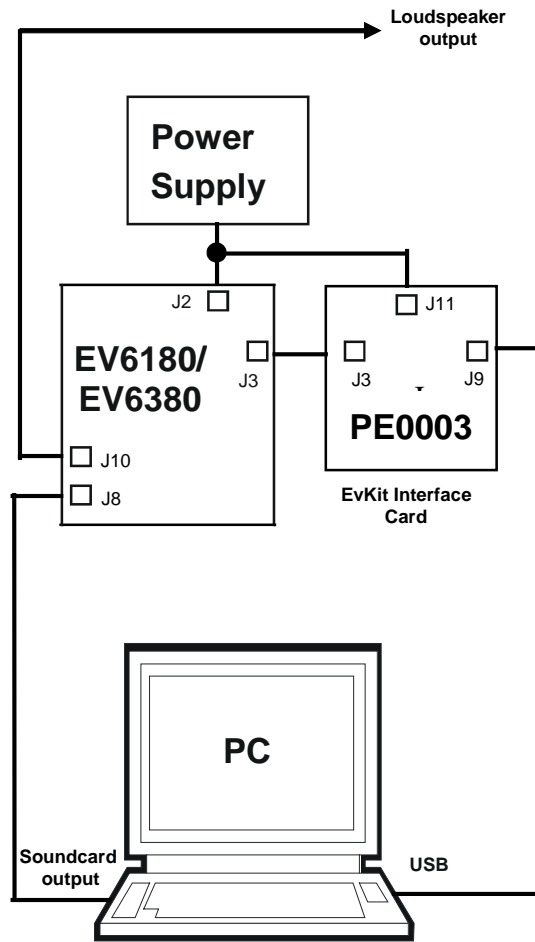 Loudspeaker
output
Power
Supply
J2
J11
EV6180/
EV6380
J3
J3
J9
PE0003
J10
J8
EvKit Interface
Card
PC
Soundcard
output
USB